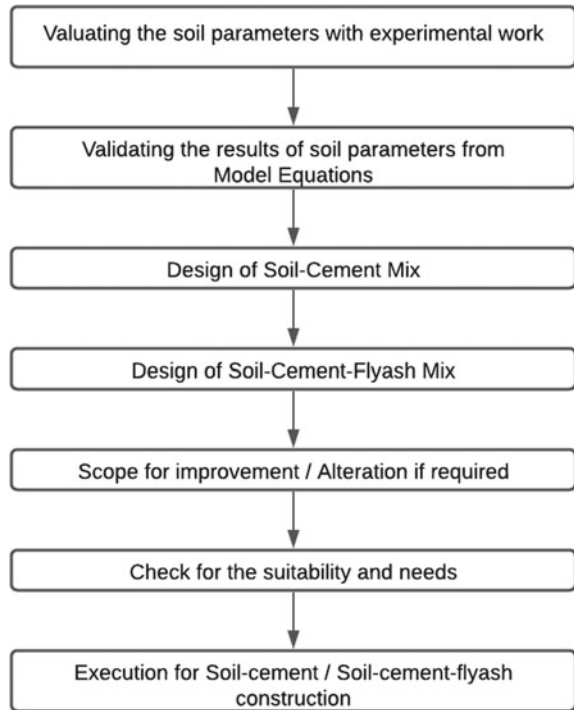 Valuating the soil parameters with experimental work
Validating the results of soil parameters from
Model Equations
Design of Soil-Cement Mix
Design of Soil-Cement-Flyash Mix
Scope for improvement / Alteration if required
Check for the suitability and needs
Execution for Soil-cement / Soil-cement-flyash
construction